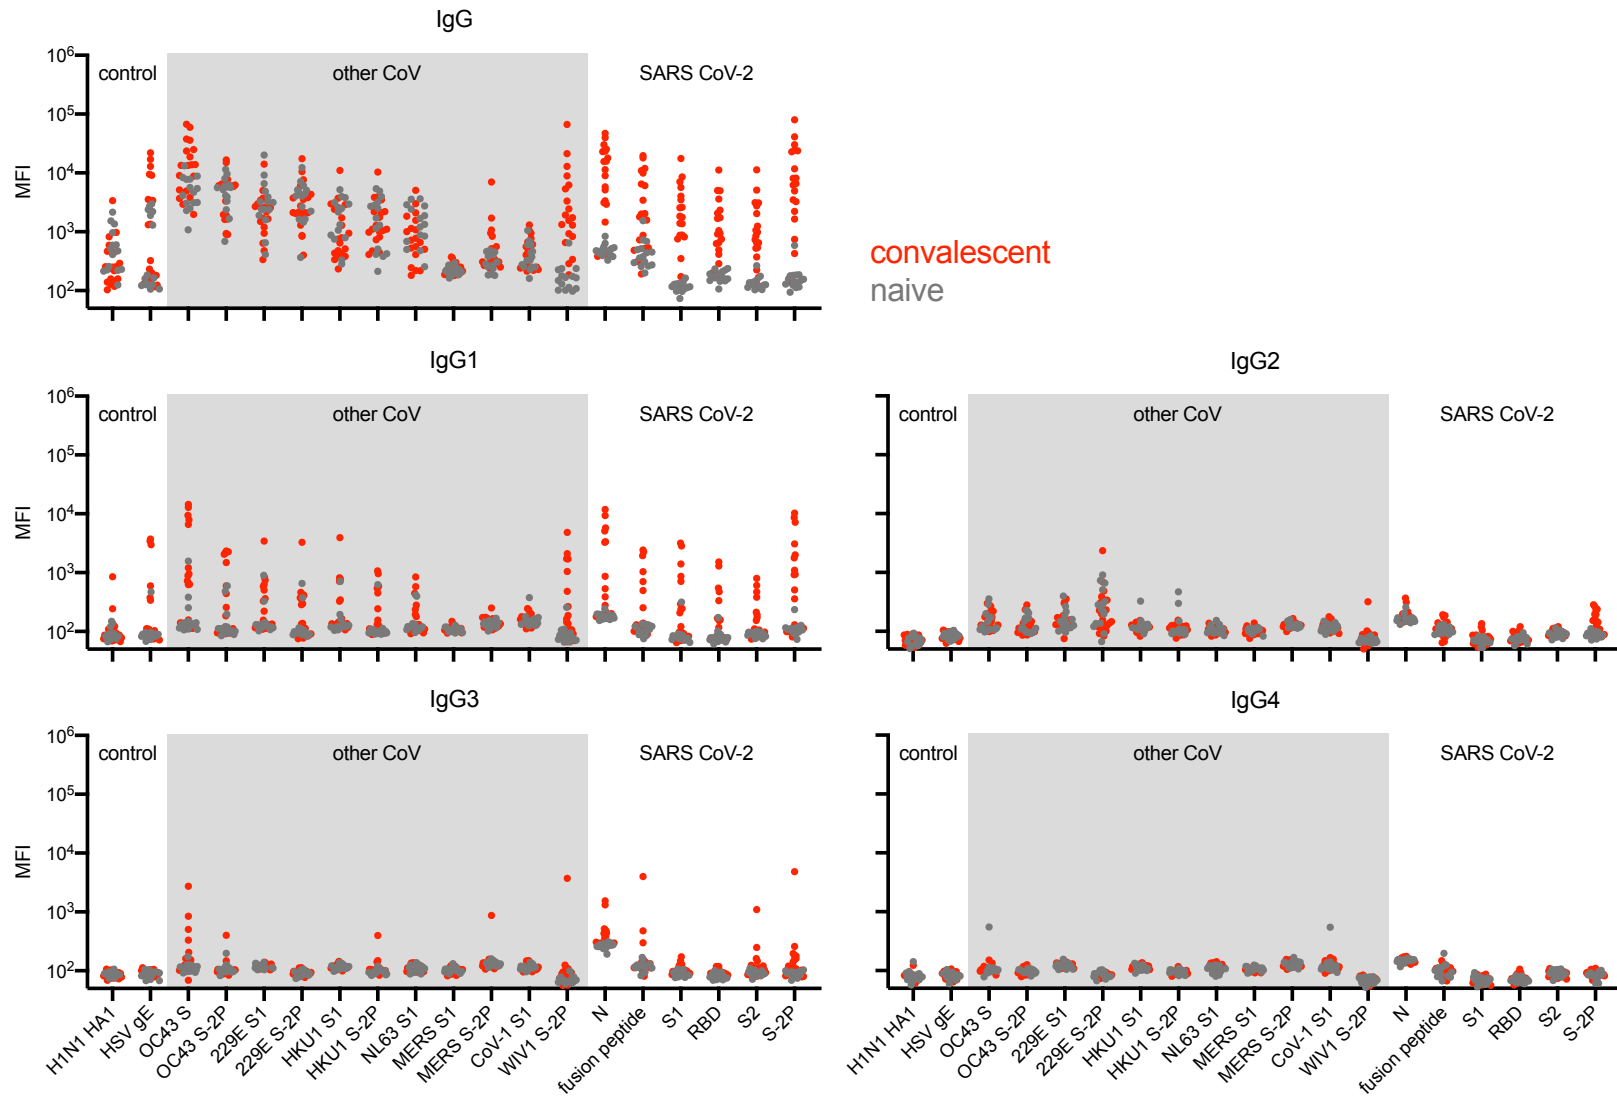 IgG
10⁶
10⁵
10⁴
10³
10²
MFI
control
other CoV
SARS CoV-2
convalescent
naive
IgG1
10⁶
10⁵
10⁴
10³
10²
MFI
control
other CoV
SARS CoV-2
IgG2
control
other CoV
SARS CoV-2
IgG3
10⁶
10⁵
10⁴
10³
10²
MFI
control
other CoV
SARS CoV-2
H1N1 HA1
HSV gE
OC43 S
OC43 S-2P
229E S1
229E S-2P
HKU1 S1
HKU1 S-2P
NL63 S1
MERS S1
MERS S-2P
CoV-1 S1
WIV1 S-2P
N
fusion peptide
S1
RBD
S2
S-2P
IgG4
control
other CoV
SARS CoV-2
H1N1 HA1
HSV gE
OC43 S
OC43 S-2P
229E S1
229E S-2P
HKU1 S1
HKU1 S-2P
NL63 S1
MERS S1
MERS S-2P
CoV-1 S1
WIV1 S-2P
N
fusion peptide
S1
RBD
S2
S-2P